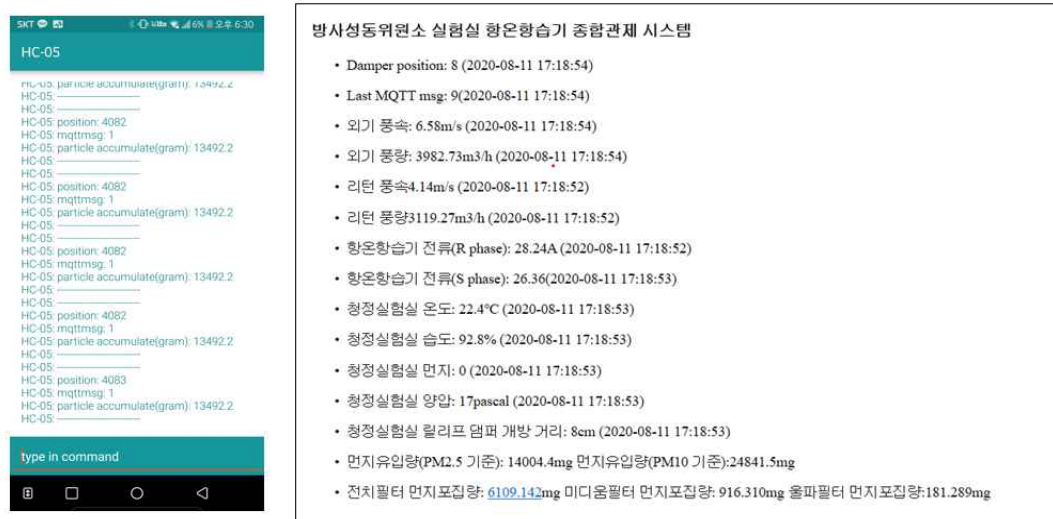 SKT 6% 오후 6:30
HC-05
HC-05: particle accumulate(gram): 13492.2
HC-05: ------------------------------
HC-05: ------------------------------
HC-05: position: 4082
HC-05: mqttmsg: 1
HC-05: particle accumulate(gram): 13492.2
HC-05: ------------------------------
HC-05: ------------------------------
HC-05: position: 4082
HC-05: mqttmsg: 1
HC-05: particle accumulate(gram): 13492.2
HC-05: ------------------------------
HC-05: ------------------------------
HC-05: position: 4082
HC-05: mqttmsg: 1
HC-05: particle accumulate(gram): 13492.2
HC-05: ------------------------------
HC-05: ------------------------------
HC-05: position: 4082
HC-05: mqttmsg: 1
HC-05: particle accumulate(gram): 13492.2
HC-05: ------------------------------
HC-05: ------------------------------
HC-05: position: 4083
HC-05: mqttmsg: 1
HC-05: particle accumulate(gram): 13492.2
HC-05: ------------------------------
type in command
방사성동위원소 실험실 항온항습기 종합관제 시스템
• Damper position: 8 (2020-08-11 17:18:54)
• Last MQTT msg: 9(2020-08-11 17:18:54)
• 외기 풍속: 6.58m/s (2020-08-11 17:18:54)
• 외기 풍량: 3982.73m3/h (2020-08-11 17:18:54)
• 리턴 풍속4.14m/s (2020-08-11 17:18:52)
• 리턴 풍량3119.27m3/h (2020-08-11 17:18:52)
• 항온항습기 전류(R phase): 28.24A (2020-08-11 17:18:52)
• 항온항습기 전류(S phase): 26.36(2020-08-11 17:18:53)
• 청정실험실 온도: 22.4℃ (2020-08-11 17:18:53)
• 청정실험실 습도: 92.8% (2020-08-11 17:18:53)
• 청정실험실 먼지: 0 (2020-08-11 17:18:53)
• 청정실험실 양압: 17pascal (2020-08-11 17:18:53)
• 청정실험실 릴리프 댐퍼 개방 거리: 8cm (2020-08-11 17:18:53)
• 먼지유입량(PM2.5 기준): 14004.4mg 먼지유입량(PM10 기준):24841.5mg
• 전치필터 먼지포집량: 6109.142mg 미디움필터 먼지포집량: 916.310mg 울파필터 먼지포집량:181.289mg